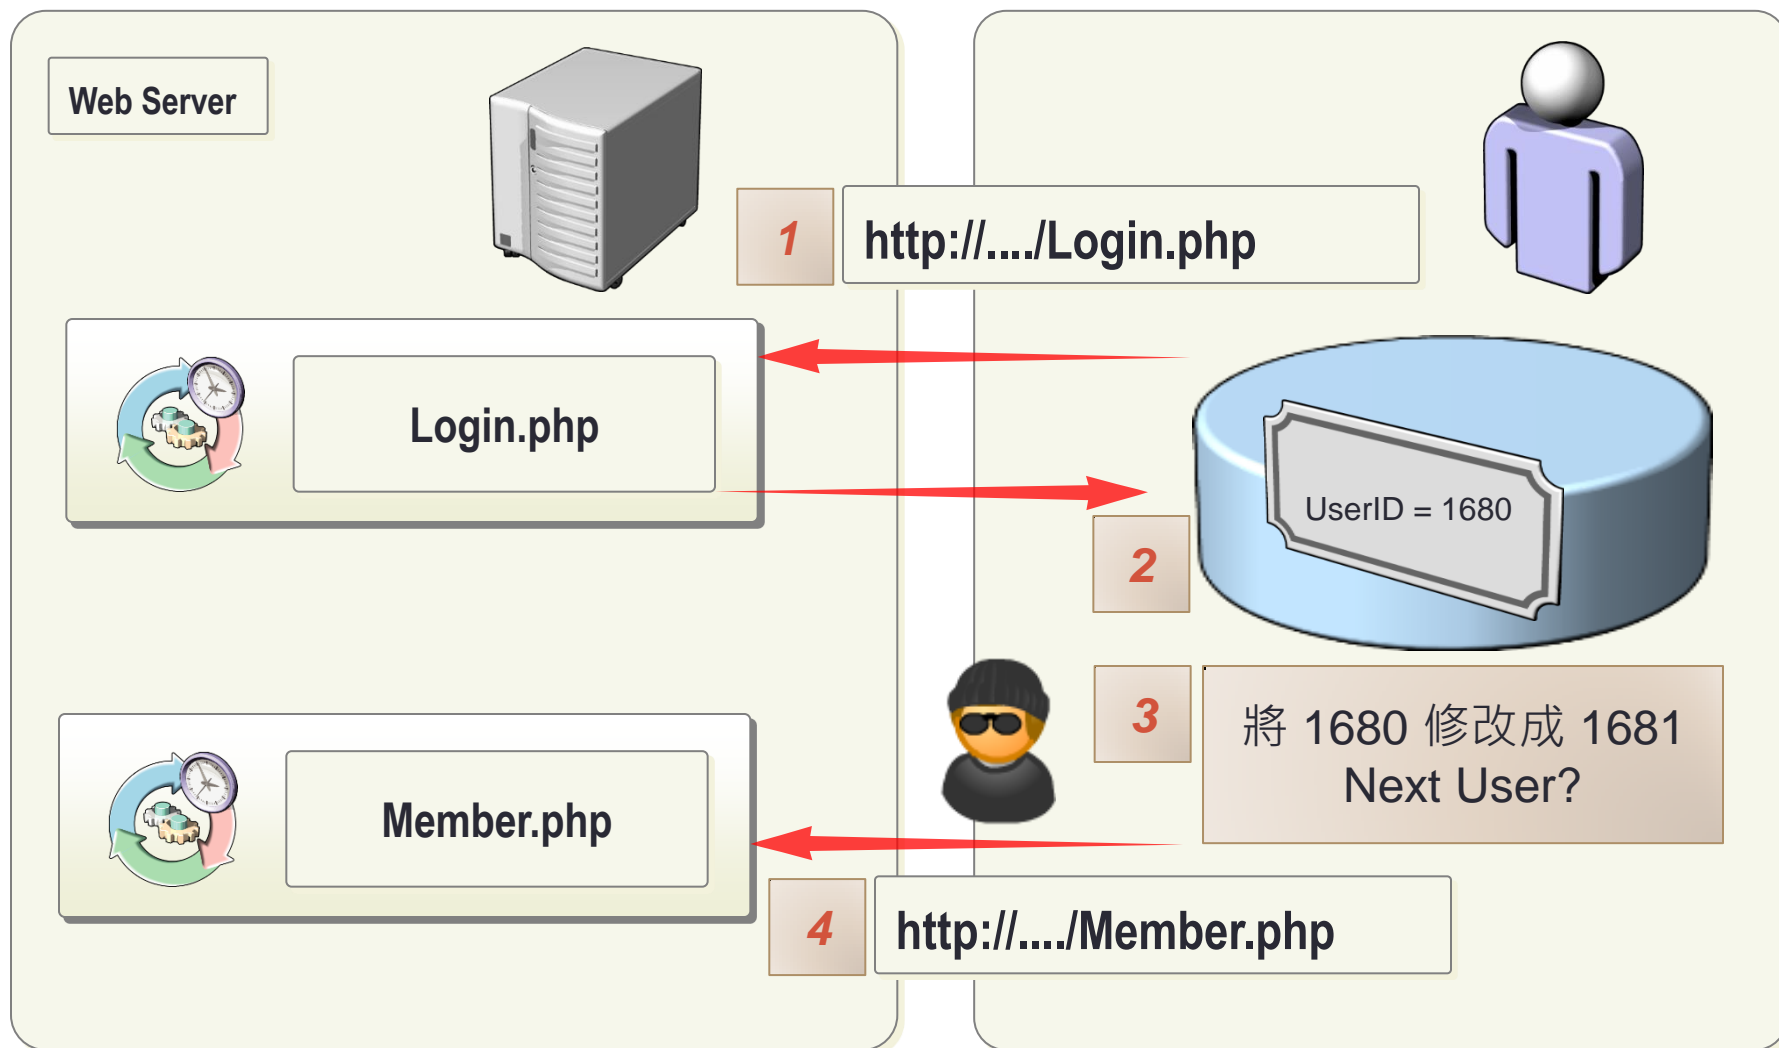 Web Server
1
http://..../Login.php
Login.php
UserID = 1680
2
3
將 1680 修改成 1681
Next User?
Member.php
4
http://..../Member.php